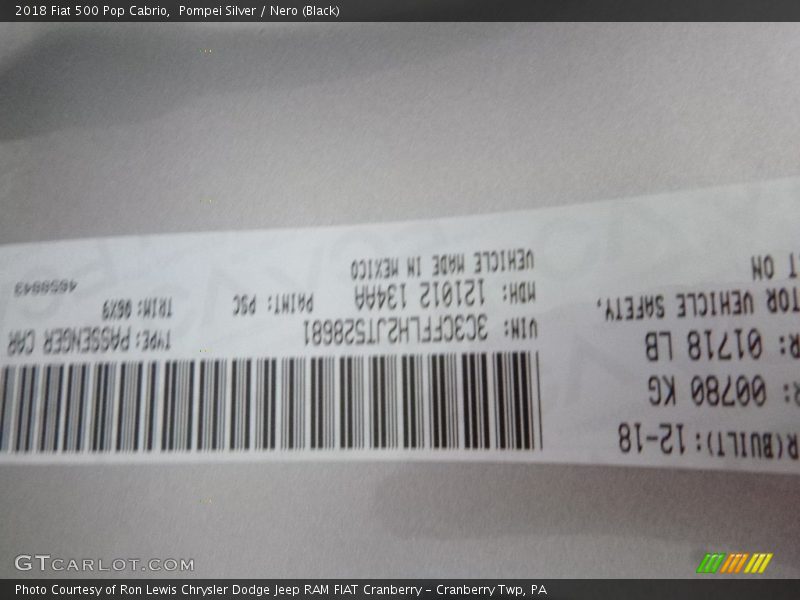 2018 Fiat 500 Pop Cabrio, Pompei Silver / Nero (Black)
R(BUILT): 12-18
R: 00780 KG
R: 01718 LB
TOR VEHICLE SAFETY,
T ON
VIN: 3C3CFFLH2JT528681 TYPE: PASSENGER CAR
MDH: 121012 134AA PAINT: PSC TRIM: 06X9
VEHICLE MADE IN MEXICO 4658643
GTCARLOT.COM
Photo Courtesy of Ron Lewis Chrysler Dodge Jeep RAM FIAT Cranberry – Cranberry Twp, PA